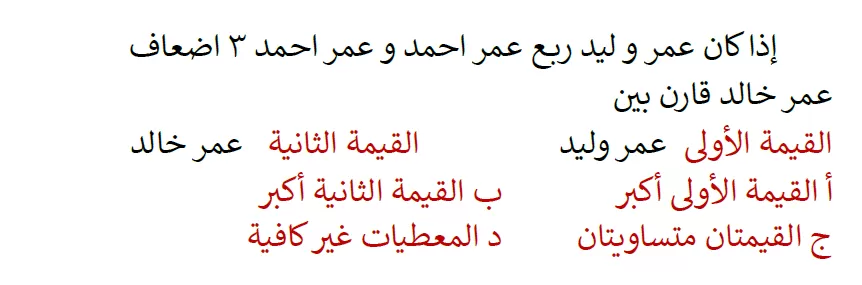 إذا كان عمر و ليد ربع عمر احمد و عمر احمد ٣ اضعاف
عمر خالد قارن بين
القيمة الأولى عمر وليد القيمة الثانية عمر خالد
أ القيمة الأولى أكبر ب القيمة الثانية أكبر
ج القيمتان متساويتان د المعطيات غير كافية